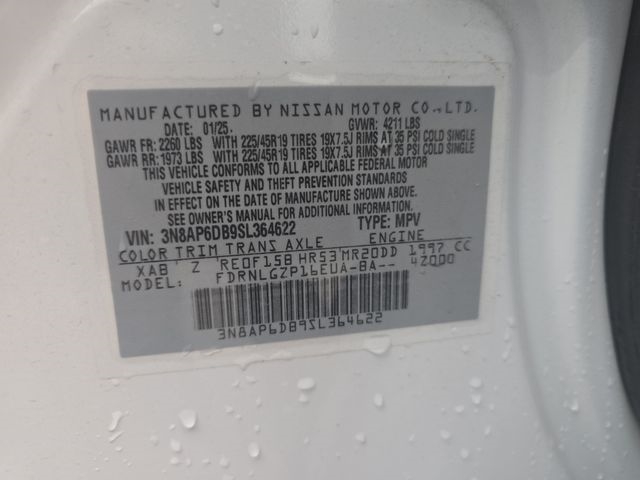 MANUFACTURED BY NISSAN MOTOR CO.,LTD.
DATE: 01/25. GVWR: 4211 LBS
GAWR FR: 2260 LBS WITH 225/45R19 TIRES 19X7.5J RIMS AT 35 PSI COLD SINGLE
GAWR RR: 1973 LBS WITH 225/45R19 TIRES 19X7.5J RIMS AT 35 PSI COLD SINGLE
THIS VEHICLE CONFORMS TO ALL APPLICABLE FEDERAL MOTOR
VEHICLE SAFETY AND THEFT PREVENTION STANDARDS
IN EFFECT ON THE DATE OF MANUFACTURE SHOWN ABOVE.
SEE OWNER'S MANUAL FOR ADDITIONAL INFORMATION.
VIN: 3N8AP6DB9SL364622 TYPE: MPV
COLOR TRIM TRANS AXLE ENGINE
XAB Z RE0F15B HR53 MR20DD 1997 CC
MODEL: FDRNLGZP16EUA-BA-- 42000
3N8AP6DB9SL364622